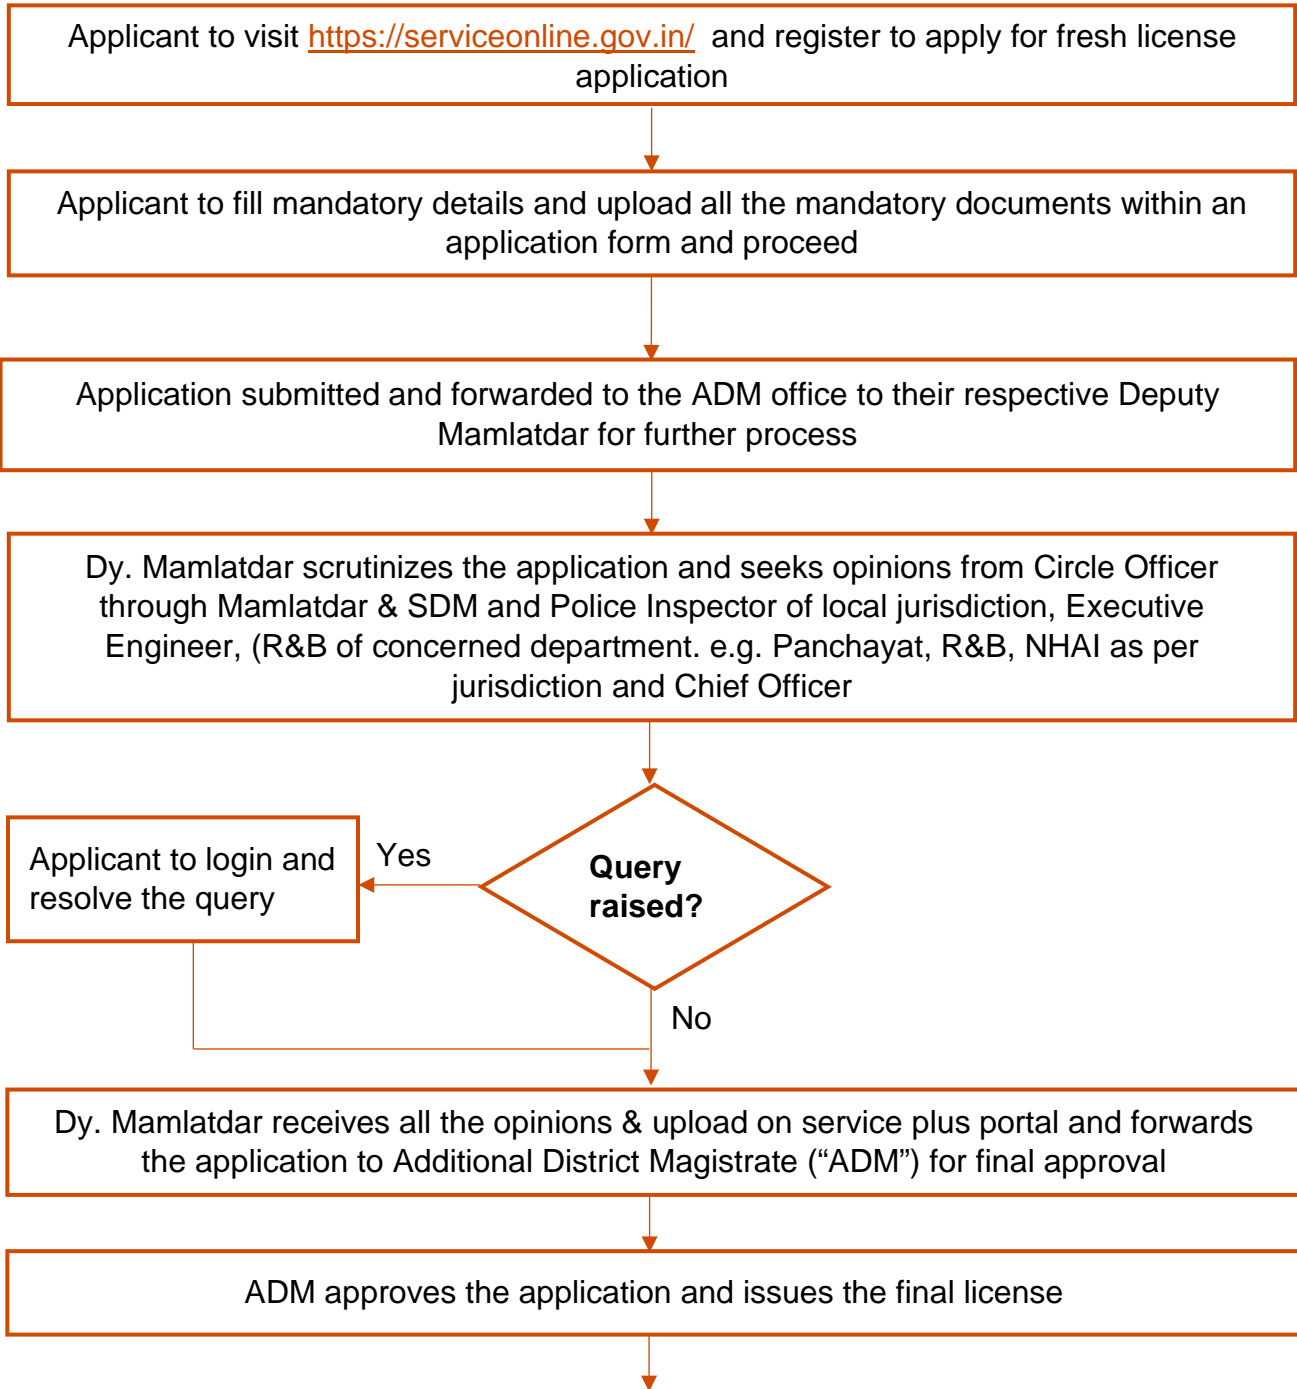 Applicant to visit https://serviceonline.gov.in/ and register to apply for fresh license
application
Applicant to fill mandatory details and upload all the mandatory documents within an
application form and proceed
Application submitted and forwarded to the ADM office to their respective Deputy
Mamlatdar for further process
Dy. Mamlatdar scrutinizes the application and seeks opinions from Circle Officer
through Mamlatdar & SDM and Police Inspector of local jurisdiction, Executive
Engineer, (R&B of concerned department. e.g. Panchayat, R&B, NHAI as per
jurisdiction and Chief Officer
Applicant to login and
resolve the query
Yes
Query
raised?
No
Dy. Mamlatdar receives all the opinions & upload on service plus portal and forwards
the application to Additional District Magistrate (“ADM”) for final approval
ADM approves the application and issues the final license